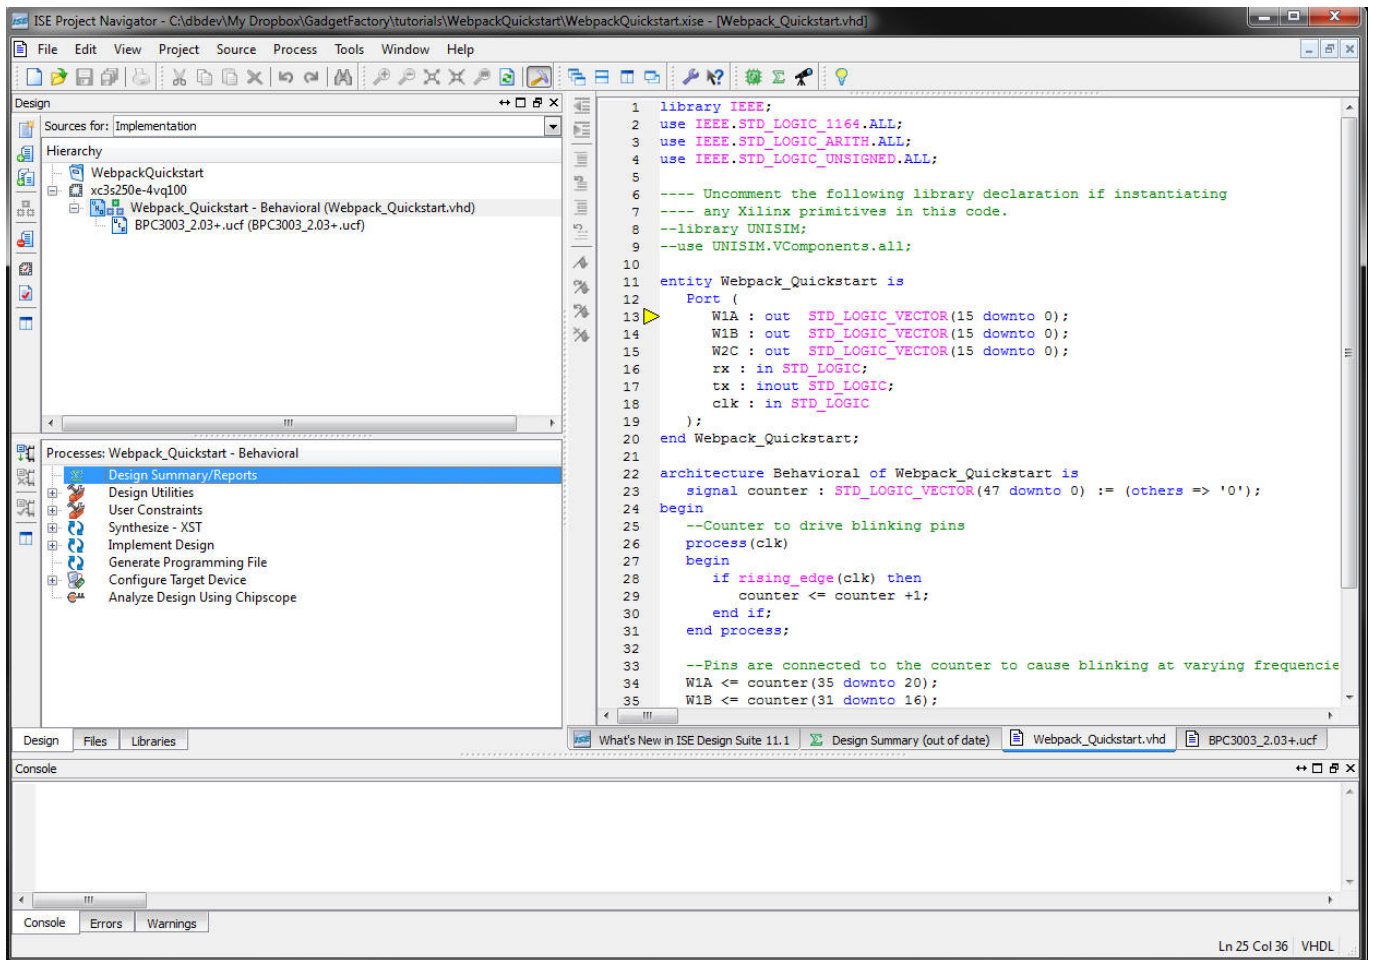 ISE Project Navigator - C:\dbdev\My Dropbox\GadgetFactory\tutorials\WebpackQuickstart\WebpackQuickstart.xise - [Webpack_Quickstart.vhd]
File Edit View Project Source Process Tools Window Help
Design
Sources for: Implementation
Hierarchy
WebpackQuickstart
xc3s250e-4vq100
Webpack_Quickstart - Behavioral (Webpack_Quickstart.vhd)
BPC3003_2.03+.ucf (BPC3003_2.03+.ucf)
Processes: Webpack_Quickstart - Behavioral
Design Summary/Reports
Design Utilities
User Constraints
Synthesize - XST
Implement Design
Generate Programming File
Configure Target Device
Analyze Design Using Chipscope
Design Files Libraries
1 library IEEE;
2 use IEEE.STD_LOGIC_1164.ALL;
3 use IEEE.STD_LOGIC_ARITH.ALL;
4 use IEEE.STD_LOGIC_UNSIGNED.ALL;
5
6 ---- Uncomment the following library declaration if instantiating
7 ---- any Xilinx primitives in this code.
8 --library UNISIM;
9 --use UNISIM.VComponents.all;
10
11 entity Webpack_Quickstart is
12 Port (
13 W1A : out STD_LOGIC_VECTOR(15 downto 0);
14 W1B : out STD_LOGIC_VECTOR(15 downto 0);
15 W2C : out STD_LOGIC_VECTOR(15 downto 0);
16 rx : in STD_LOGIC;
17 tx : inout STD_LOGIC;
18 clk : in STD_LOGIC
19 );
20 end Webpack_Quickstart;
21
22 architecture Behavioral of Webpack_Quickstart is
23 signal counter : STD_LOGIC_VECTOR(47 downto 0) := (others => '0');
24 begin
25 --Counter to drive blinking pins
26 process(clk)
27 begin
28 if rising_edge(clk) then
29 counter <= counter +1;
30 end if;
31 end process;
32
33 --Pins are connected to the counter to cause blinking at varying frequencie
34 W1A <= counter(35 downto 20);
35 W1B <= counter(31 downto 16);
What's New in ISE Design Suite 11.1 Design Summary (out of date) Webpack_Quickstart.vhd BPC3003_2.03+.ucf
Console
Console Errors Warnings
Ln 25 Col 36 VHDL